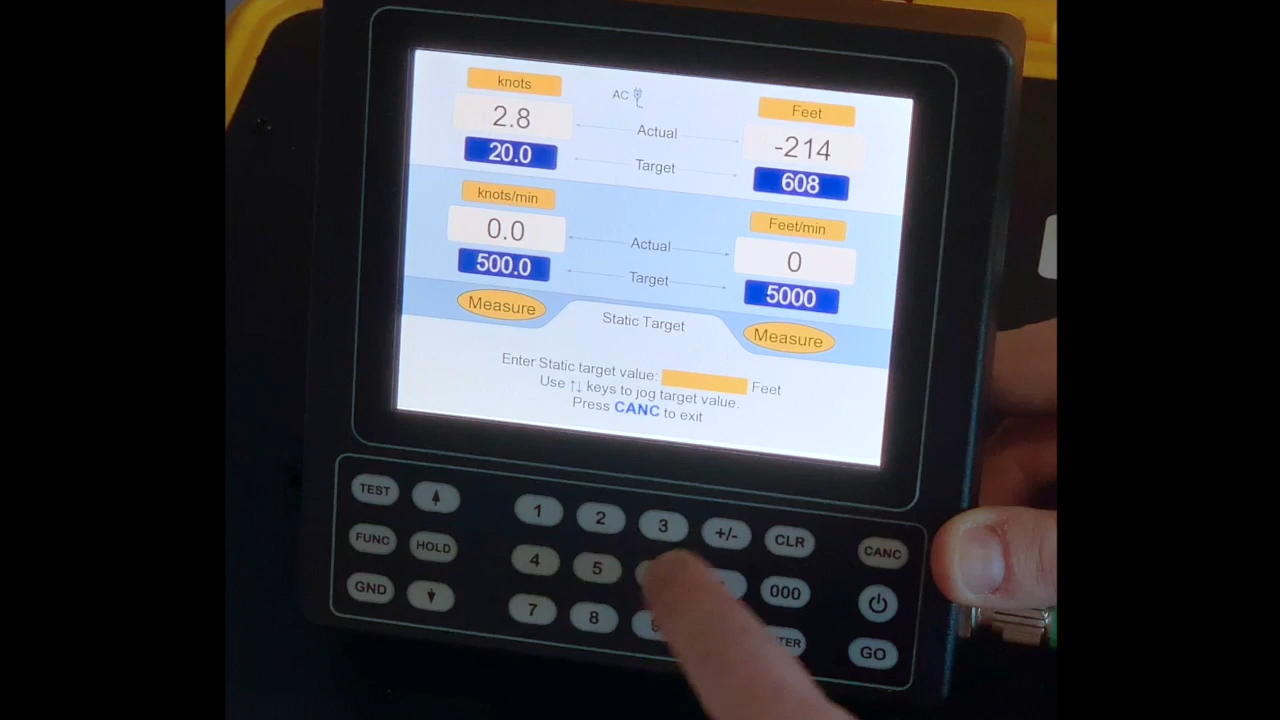 knots
AC
Feet
2.8
Actual
-214
20.0
Target
608
knots/min
Feet/min
0.0
Actual
0
500.0
Target
5000
Measure
Static Target
Measure
Enter Static target value: Feet
Use ↑↓ keys to jog target value.
Press CANC to exit
TEST
1
2
3
+/-
CLR
CANC
FUNC
HOLD
4
5
000
GND
7
8
GO